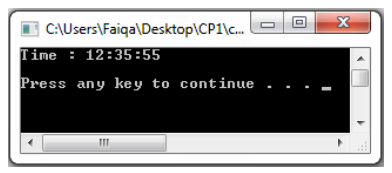 C:\Users\Faiqa\Desktop\CP1\c...
Time : 12:35:55
Press any key to continue . . . _